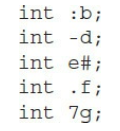 int :b;
int -d;
int e#;
int .f;
int 7g;